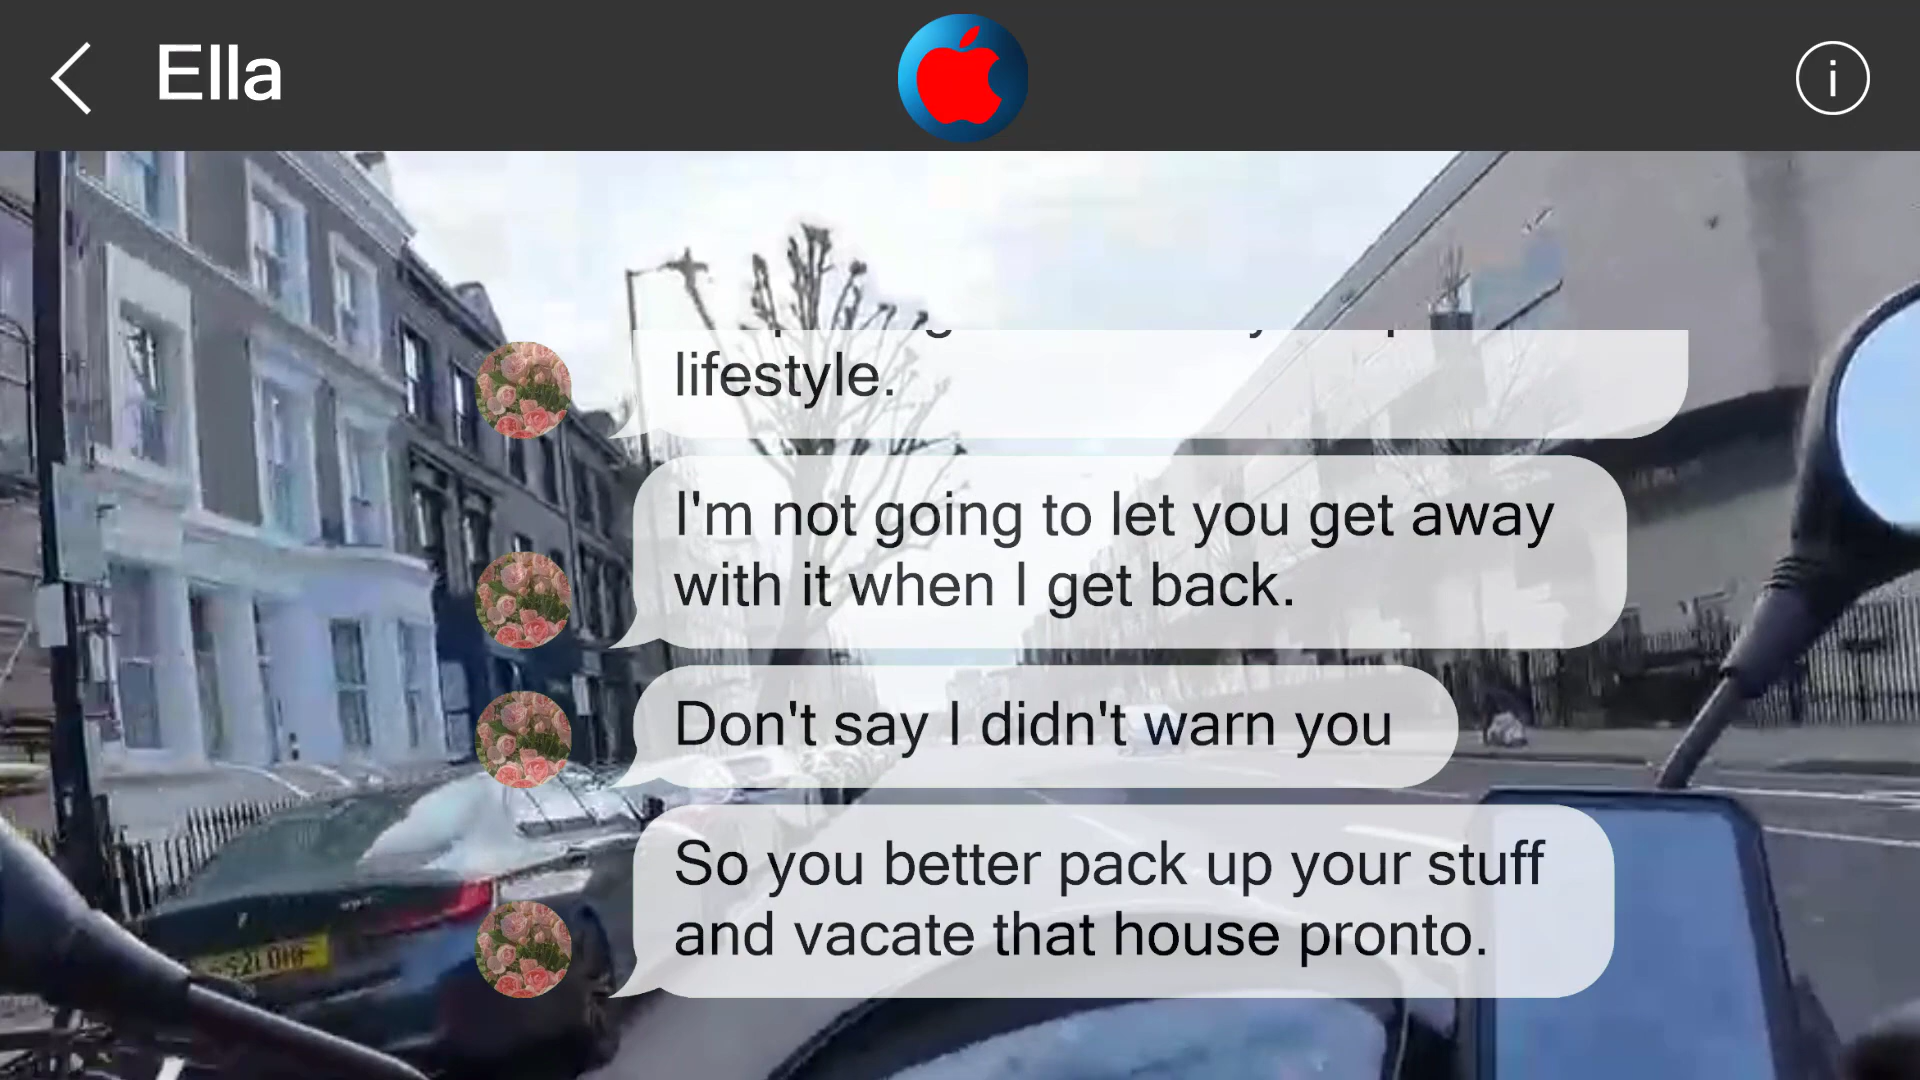 Ella
lifestyle.
I'm not going to let you get away
with it when I get back.
Don't say I didn't warn you
So you better pack up your stuff
and vacate that house pronto.